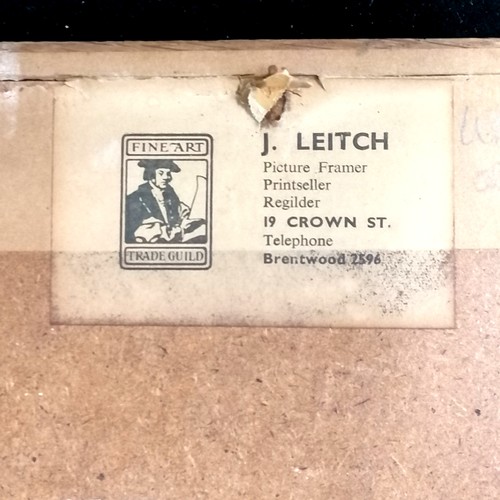 FINE ART
TRADE GUILD
J. LEITCH
Picture Framer
Printseller
Regilder
19 CROWN ST.
Telephone
Brentwood 2596